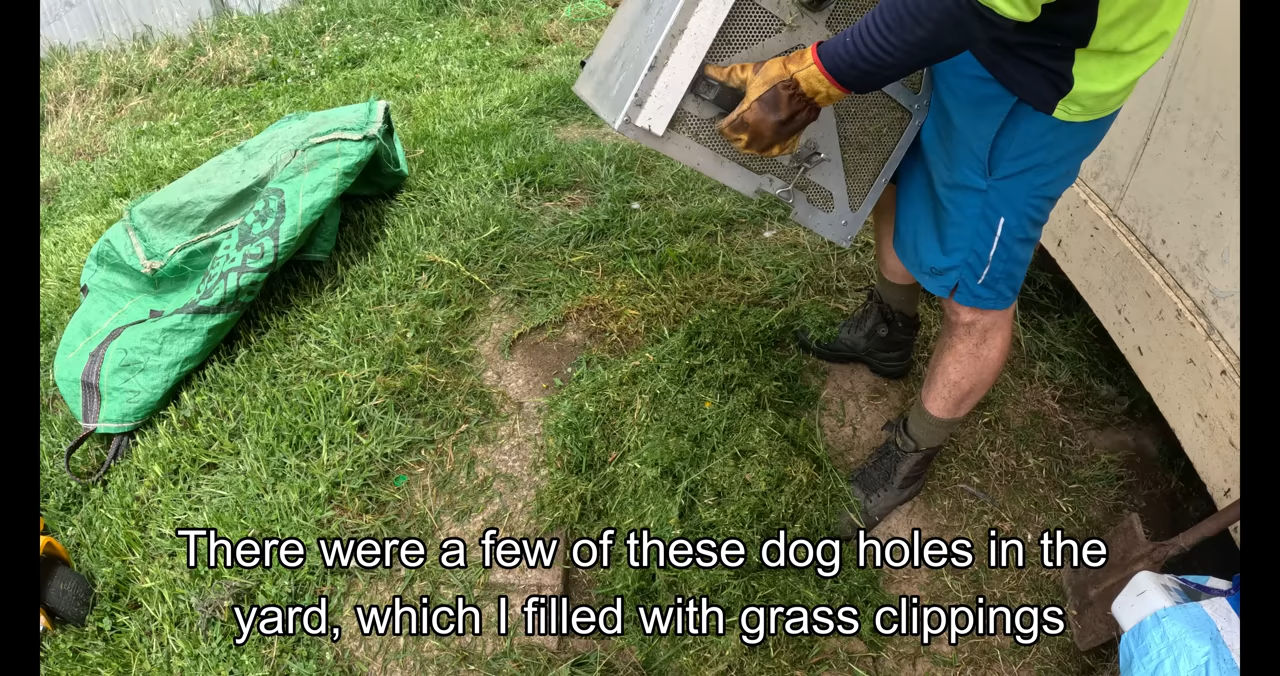 There were a few of these dog holes in the
yard, which I filled with grass clippings